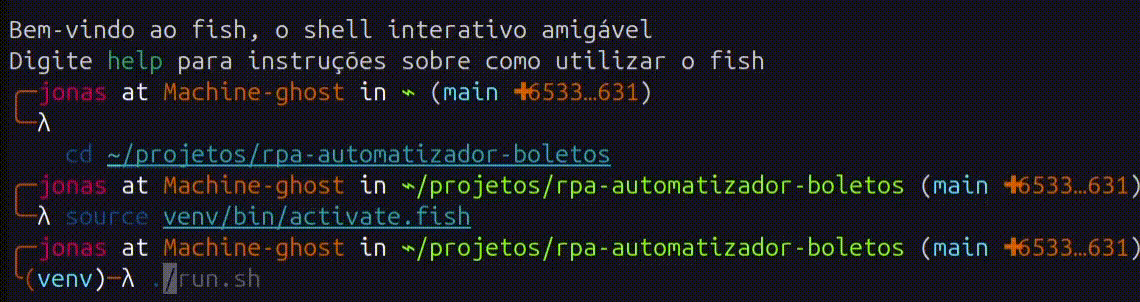 Bem-vindo ao fish, o shell interativo amigável
Digite help para instruções sobre como utilizar o fish
╭─jonas at Machine-ghost in ⌁ (main ✚6533…631)
╰─λ
cd ~/projetos/rpa-automatizador-boletos
╭─jonas at Machine-ghost in ⌁/projetos/rpa-automatizador-boletos (main ✚6533…631)
╰─λ source venv/bin/activate.fish
╭─jonas at Machine-ghost in ⌁/projetos/rpa-automatizador-boletos (main ✚6533…631)
╰(venv)─λ ./run.sh